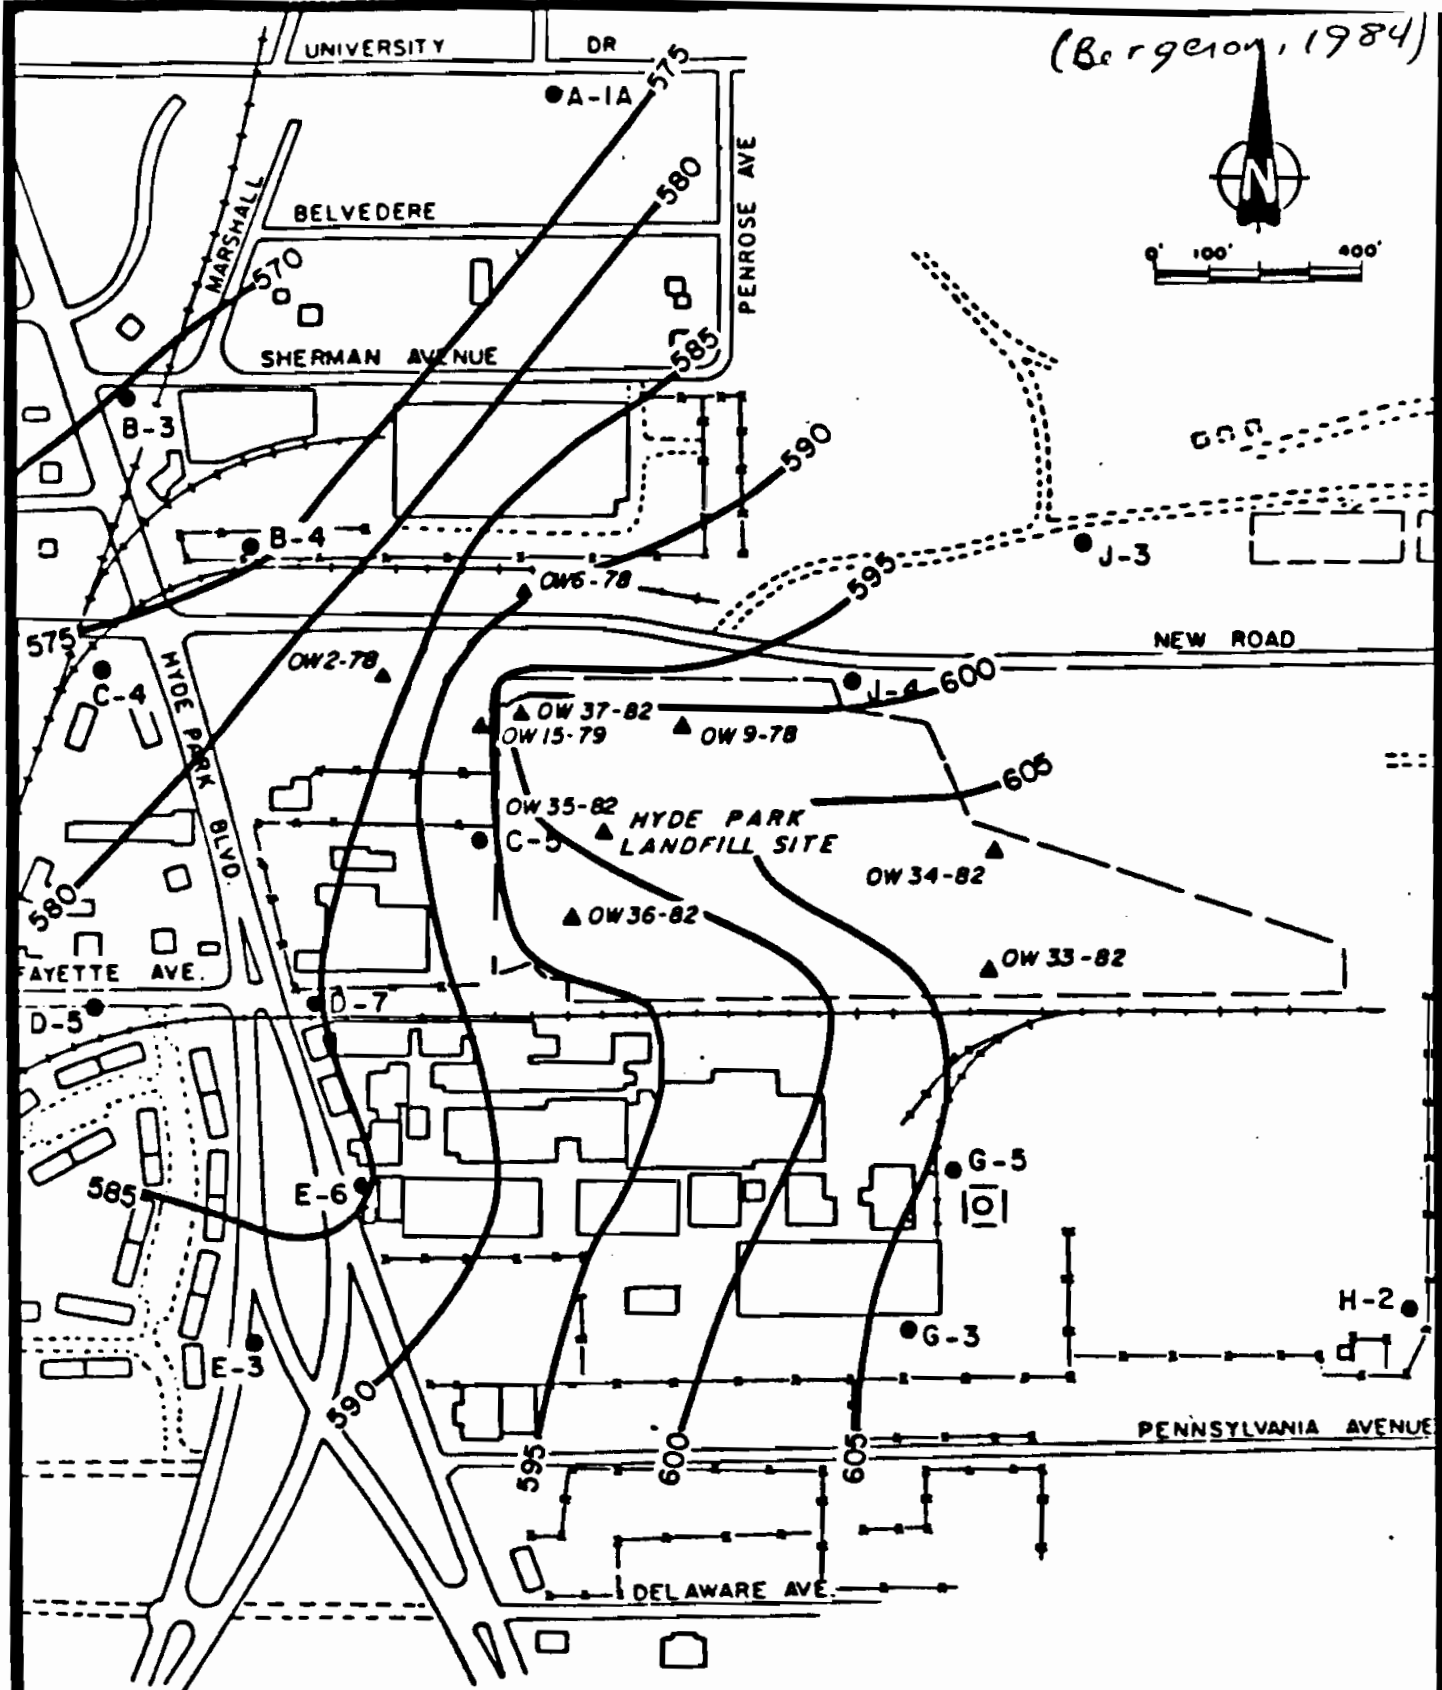 (Bergeron, 1984)
UNIVERSITY DR
575
A-1A
PENROSE AVE
580
N
MARSHALL
BELVEDERE
0' 100' 400'
570
SHERMAN AVENUE
585
B-3
590
B-4
J-3
OW6-78
595
575
NEW ROAD
OW2-78
C-4
HYDE PARK BLVD.
J-4
600
OW 37-82
OW 15-79
OW 9-78
605
OW 35-82
HYDE PARK
LANDFILL SITE
C-5
OW 34-82
580
OW 36-82
OW 33-82
FAYETTE AVE.
D-7
D-5
G-5
585
E-6
H-2
G-3
E-3
590
PENNSYLVANIA AVENUE
595
600
605
DELAWARE AVE.